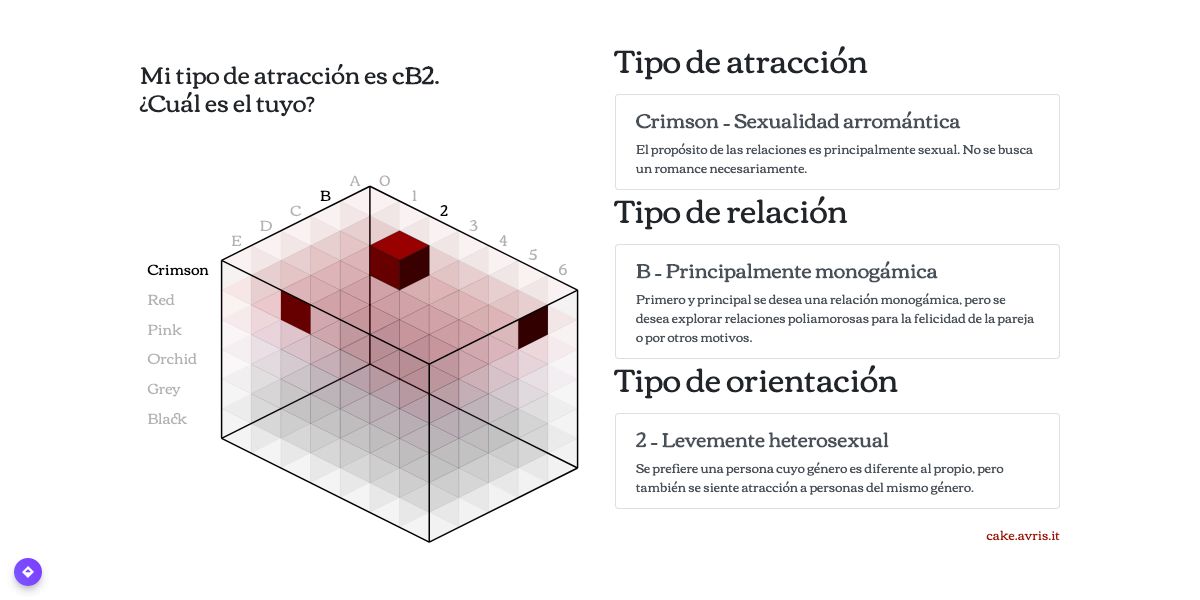 Mi tipo de atracción es cB2.
¿Cuál es el tuyo?
A O
B 1
C 2
D 3
E 4
5
6
Crimson
Red
Pink
Orchid
Grey
Black
Tipo de atracción
Crimson - Sexualidad arromántica
El propósito de las relaciones es principalmente sexual. No se busca
un romance necesariamente.
Tipo de relación
B - Principalmente monogámica
Primero y principal se desea una relación monogámica, pero se
desea explorar relaciones poliamorosas para la felicidad de la pareja
o por otros motivos.
Tipo de orientación
2 - Levemente heterosexual
Se prefiere una persona cuyo género es diferente al propio, pero
también se siente atracción a personas del mismo género.
cake.avris.it